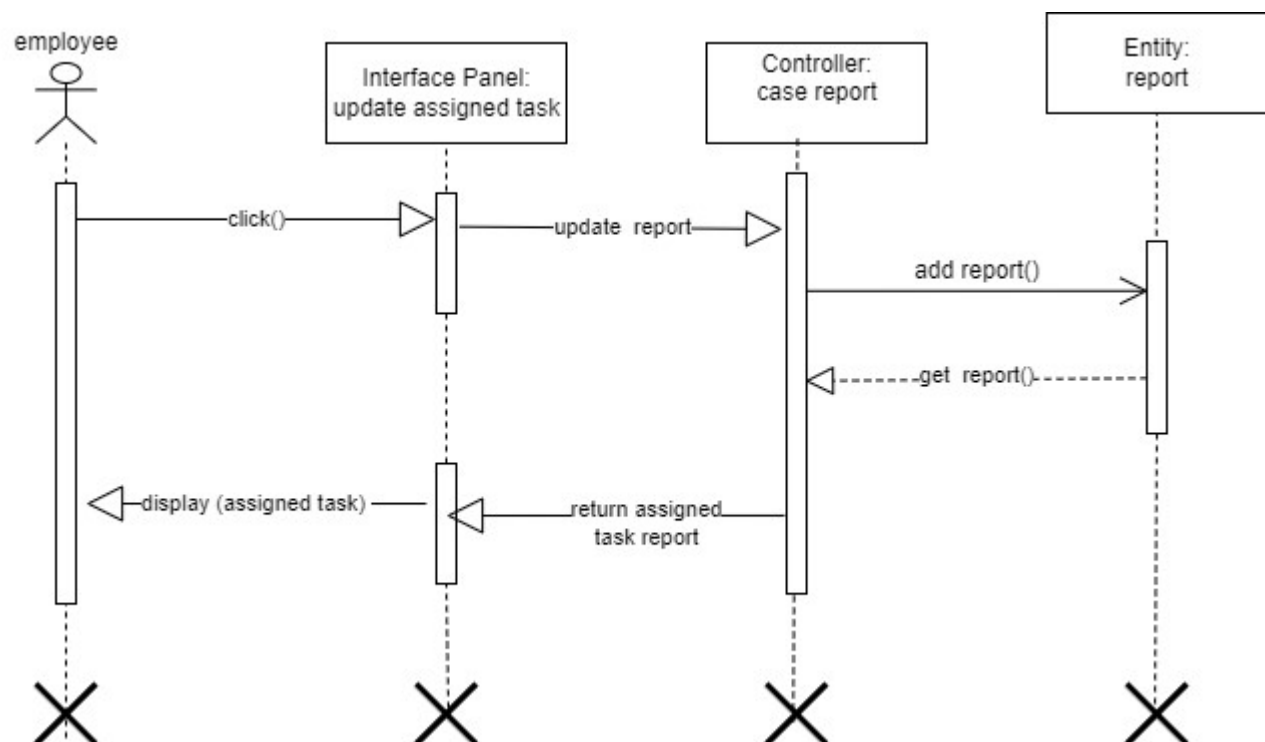 employee
Interface Panel:
update assigned task
Controller:
case report
Entity:
report
click()
update report
add report()
get report()
display (assigned task)
return assigned
task report